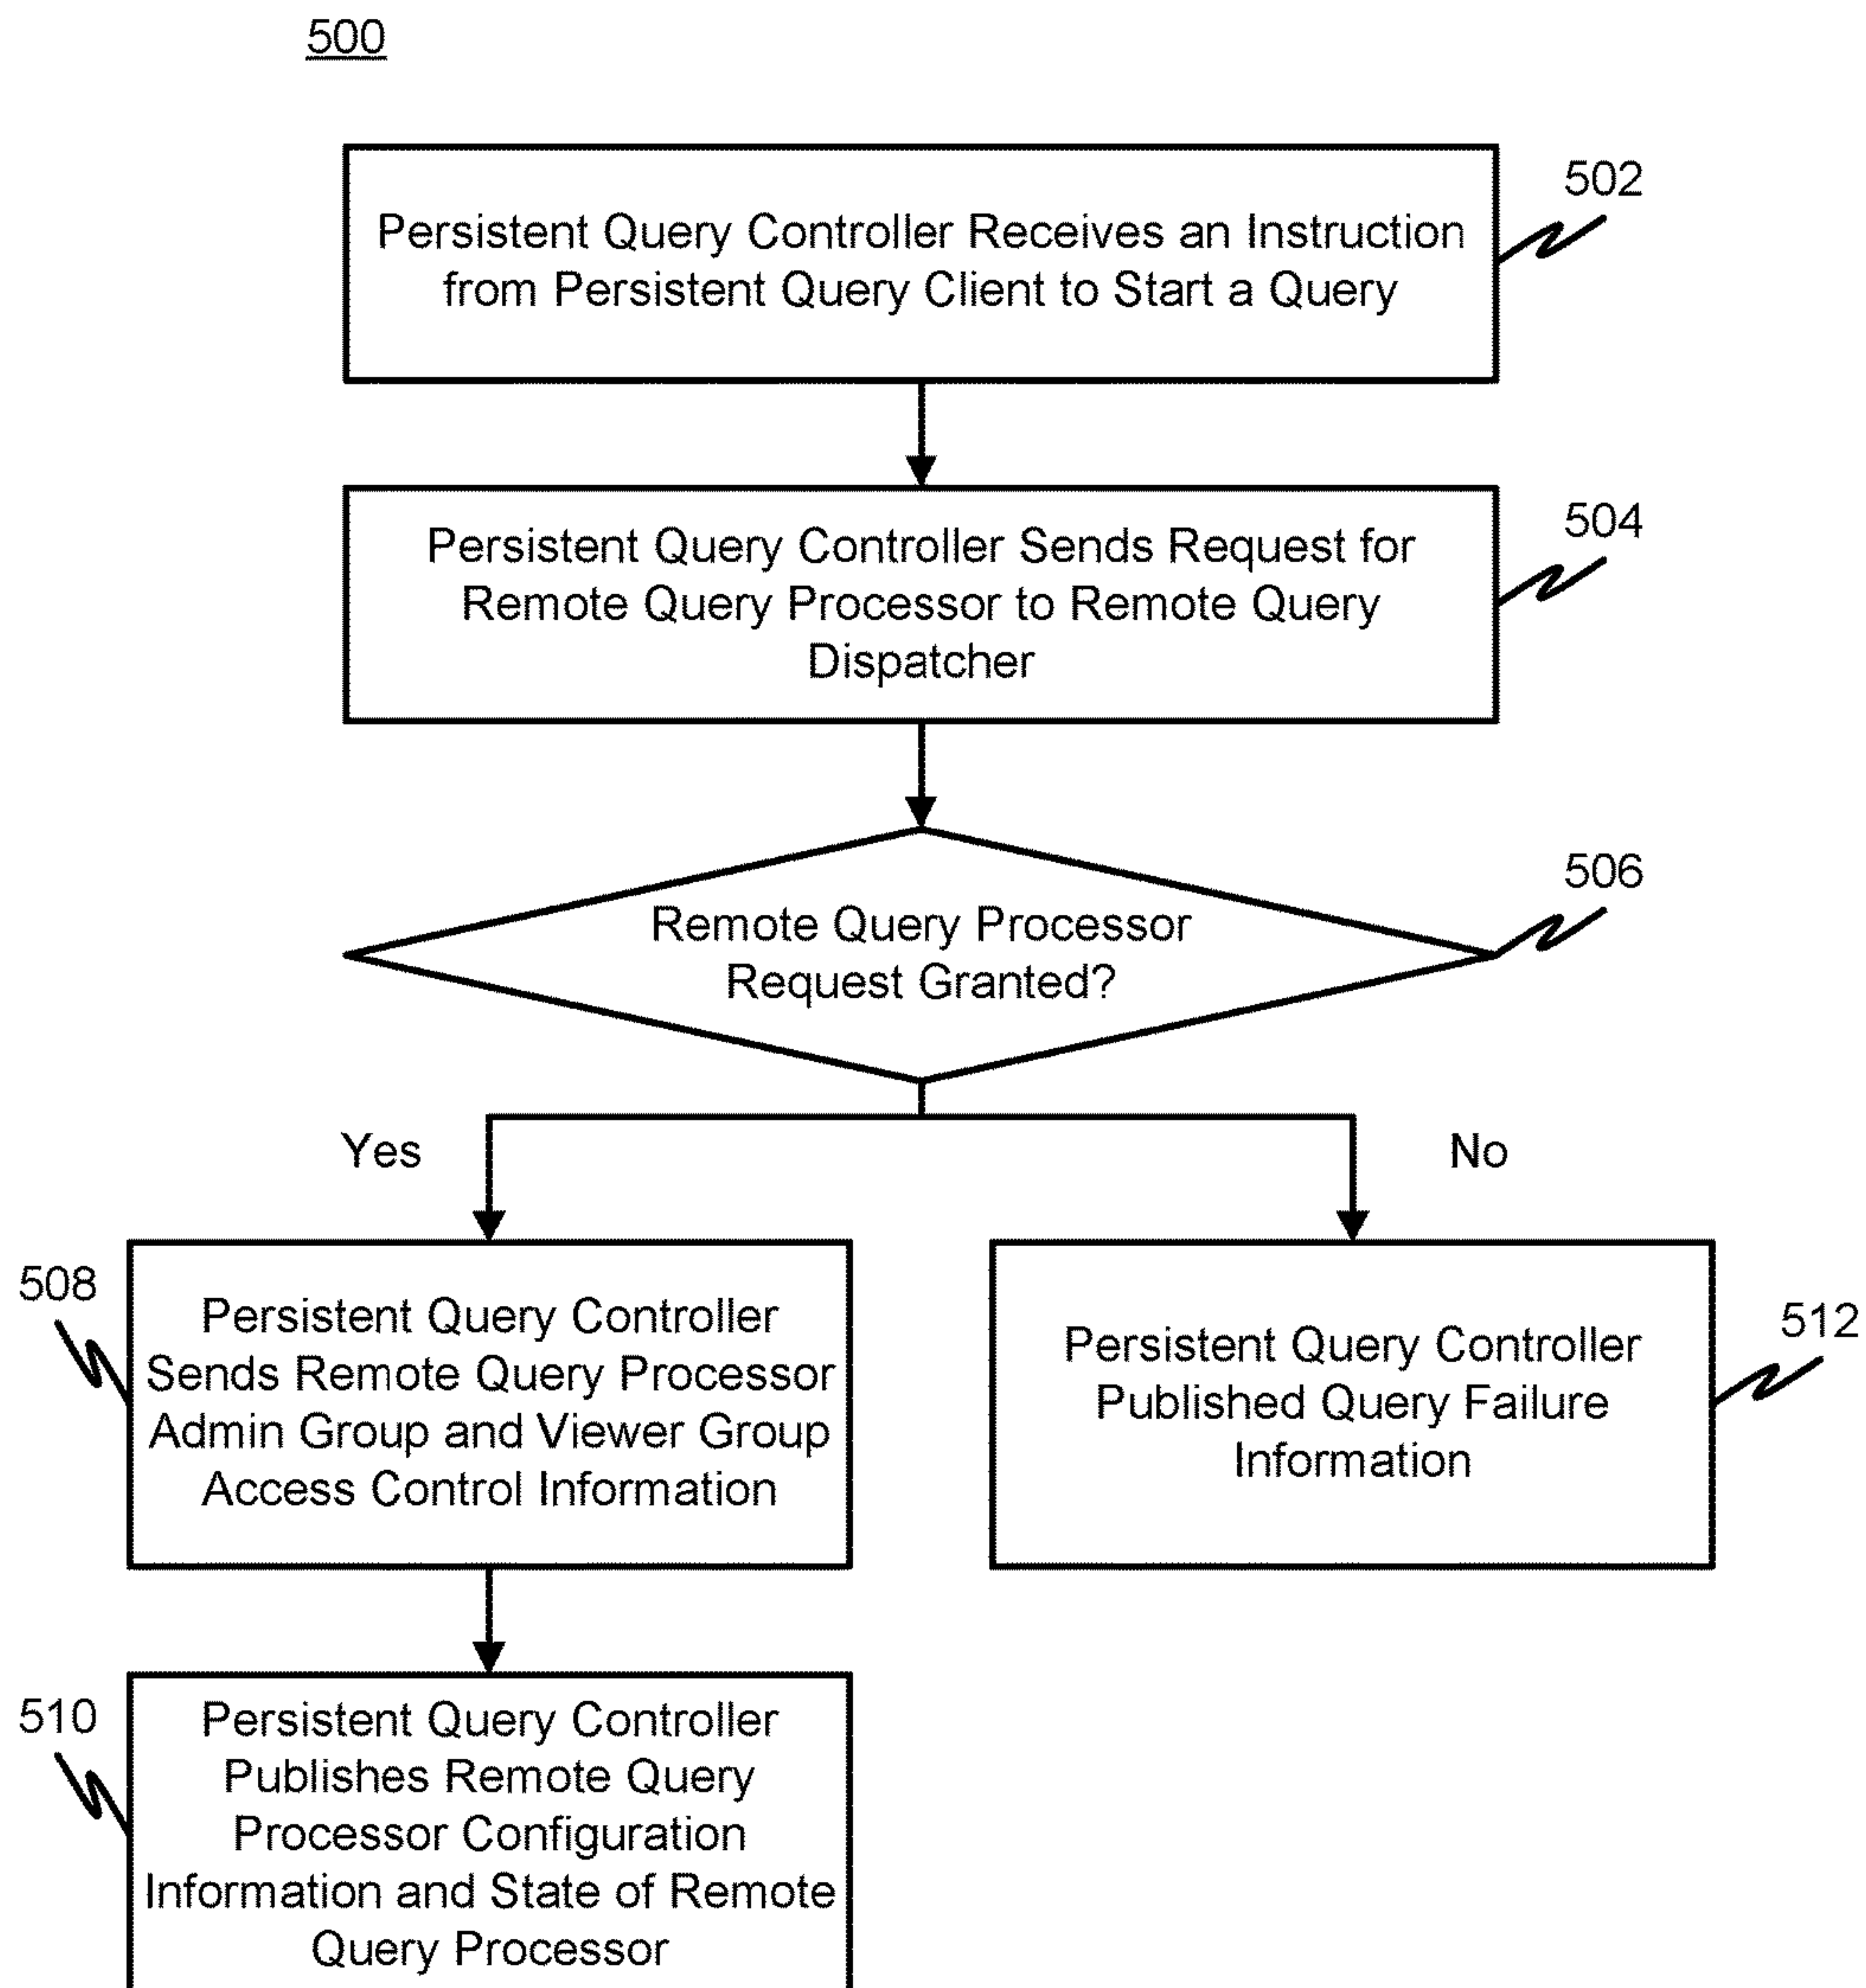 500
Persistent Query Controller Receives an Instruction
from Persistent Query Client to Start a Query
502
Persistent Query Controller Sends Request for
Remote Query Processor to Remote Query
Dispatcher
504
Remote Query Processor
Request Granted?
506
Yes
No
508
Persistent Query Controller
Sends Remote Query Processor
Admin Group and Viewer Group
Access Control Information
Persistent Query Controller
Published Query Failure
Information
512
510
Persistent Query Controller
Publishes Remote Query
Processor Configuration
Information and State of Remote
Query Processor